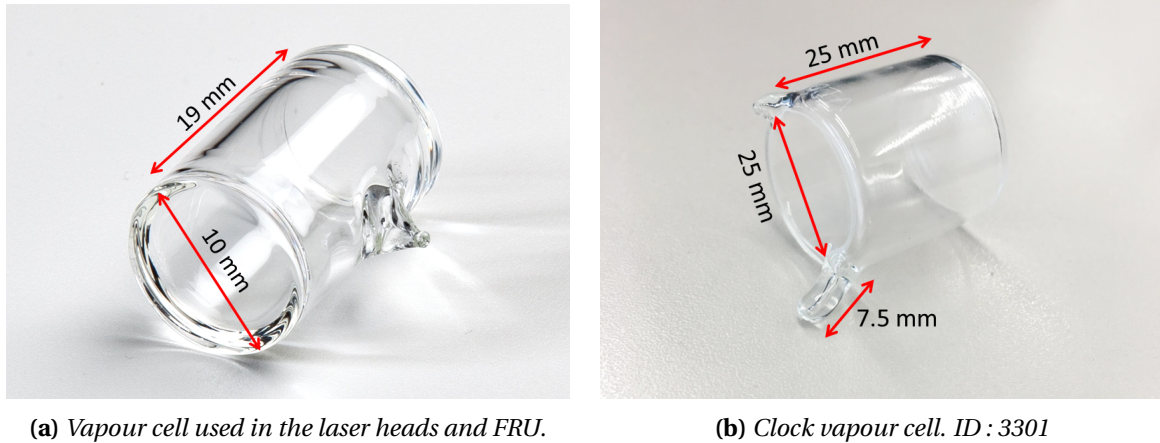 19 mm
10 mm
25 mm
25 mm
7.5 mm
(a) Vapour cell used in the laser heads and FRU.
(b) Clock vapour cell. ID : 3301